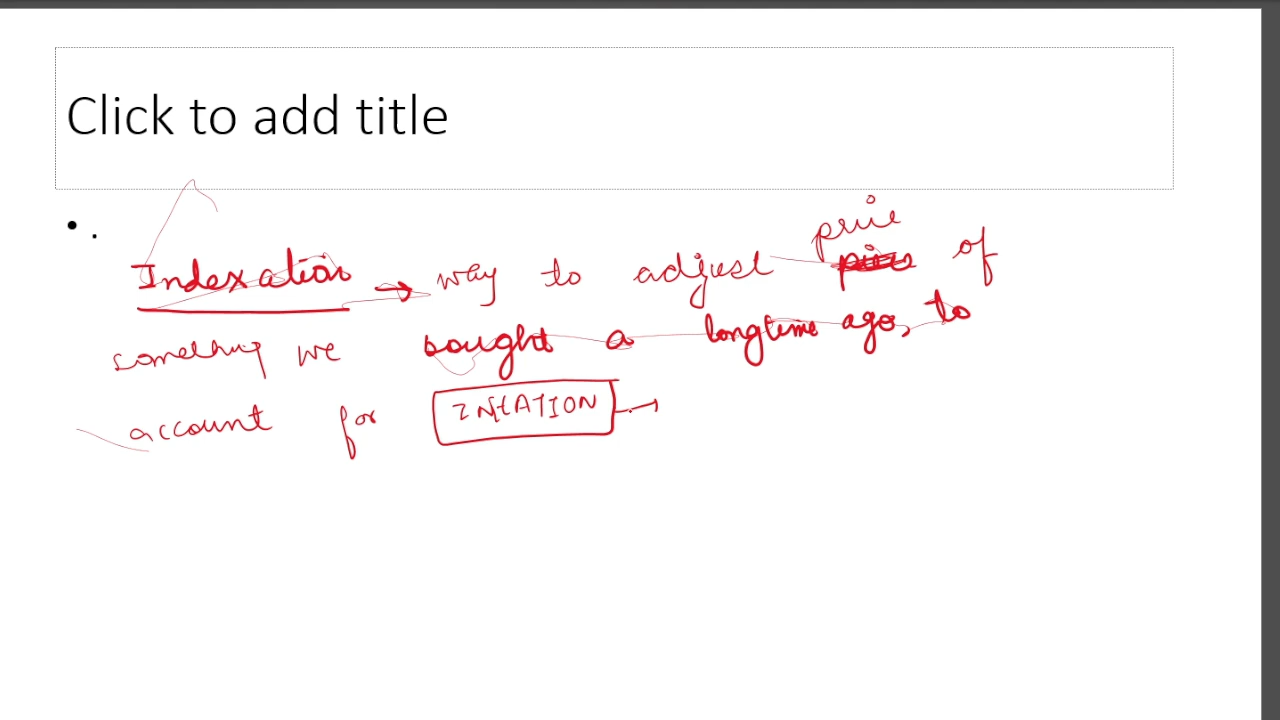 Click to add title
• .
price
Indexation → way to adjust of
something we bought a longtime ago, to
account for INFLATION →